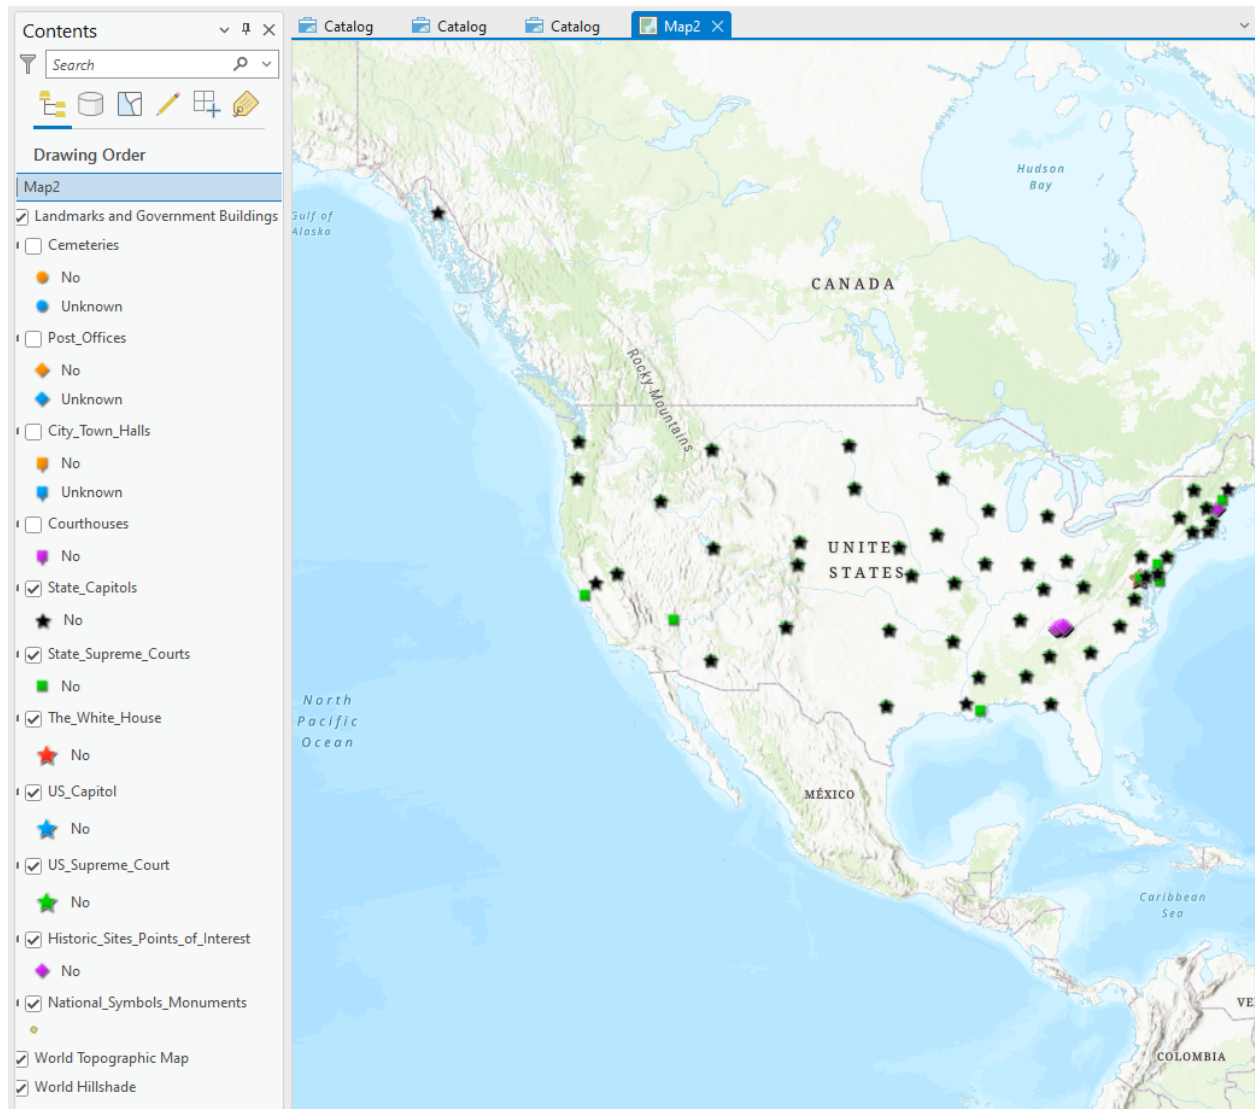 Contents
Search
Drawing Order
Map2
Landmarks and Government Buildings
Cemeteries
No
Unknown
Post_Offices
No
Unknown
City_Town_Halls
No
Unknown
Courthouses
No
State_Capitols
No
State_Supreme_Courts
No
The_White_House
No
US_Capitol
No
US_Supreme_Court
No
Historic_Sites_Points_of_Interest
No
National_Symbols_Monuments
World Topographic Map
World Hillshade
Catalog
Catalog
Catalog
Map2
Hudson
Bay
Gulf of
Alaska
CANADA
Rocky Mountains
UNITE
STATES
North
Pacific
Ocean
MÉXICO
Caribbean
Sea
VE
COLOMBIA